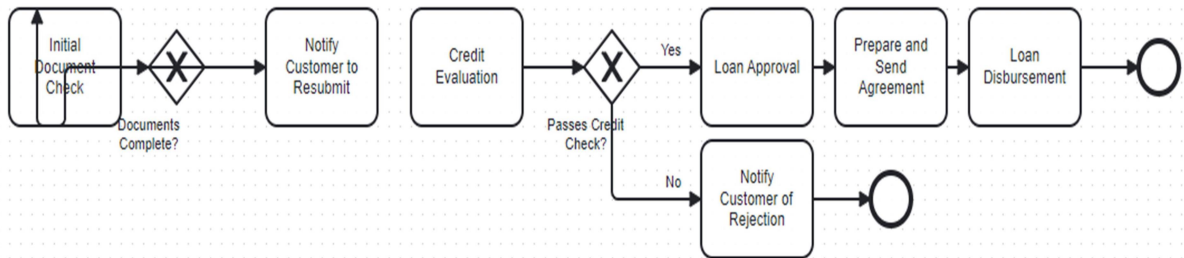 Initial
Document
Check
Documents
Complete?
Notify
Customer to
Resubmit
Credit
Evaluation
Passes Credit
Check?
Yes
Loan Approval
Prepare and
Send
Agreement
Loan
Disbursement
No
Notify
Customer of
Rejection